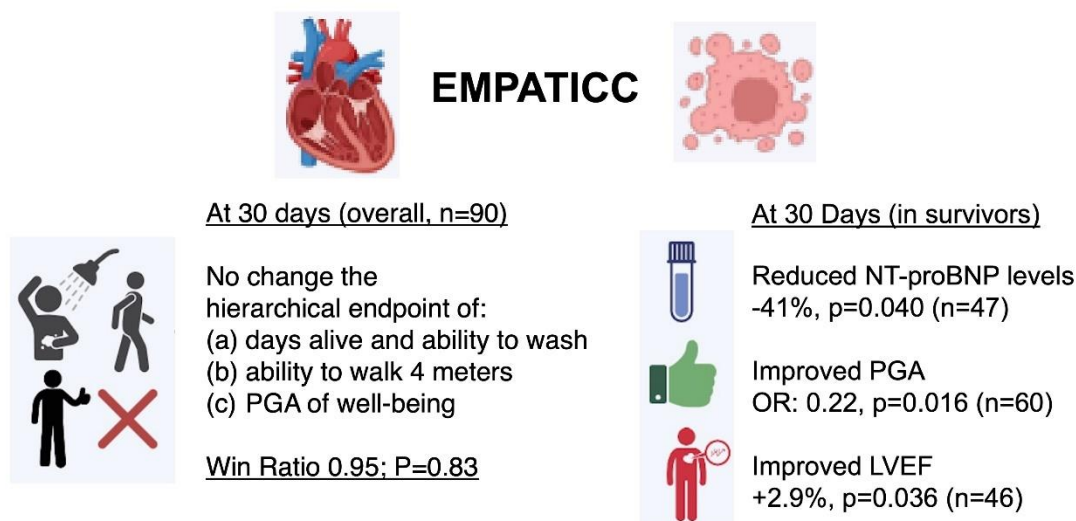 EMPATICC
At 30 days (overall, n=90)
No change the
hierarchical endpoint of:
(a) days alive and ability to wash
(b) ability to walk 4 meters
(c) PGA of well-being
Win Ratio 0.95; P=0.83
At 30 Days (in survivors)
Reduced NT-proBNP levels
-41%, p=0.040 (n=47)
Improved PGA
OR: 0.22, p=0.016 (n=60)
Improved LVEF
+2.9%, p=0.036 (n=46)